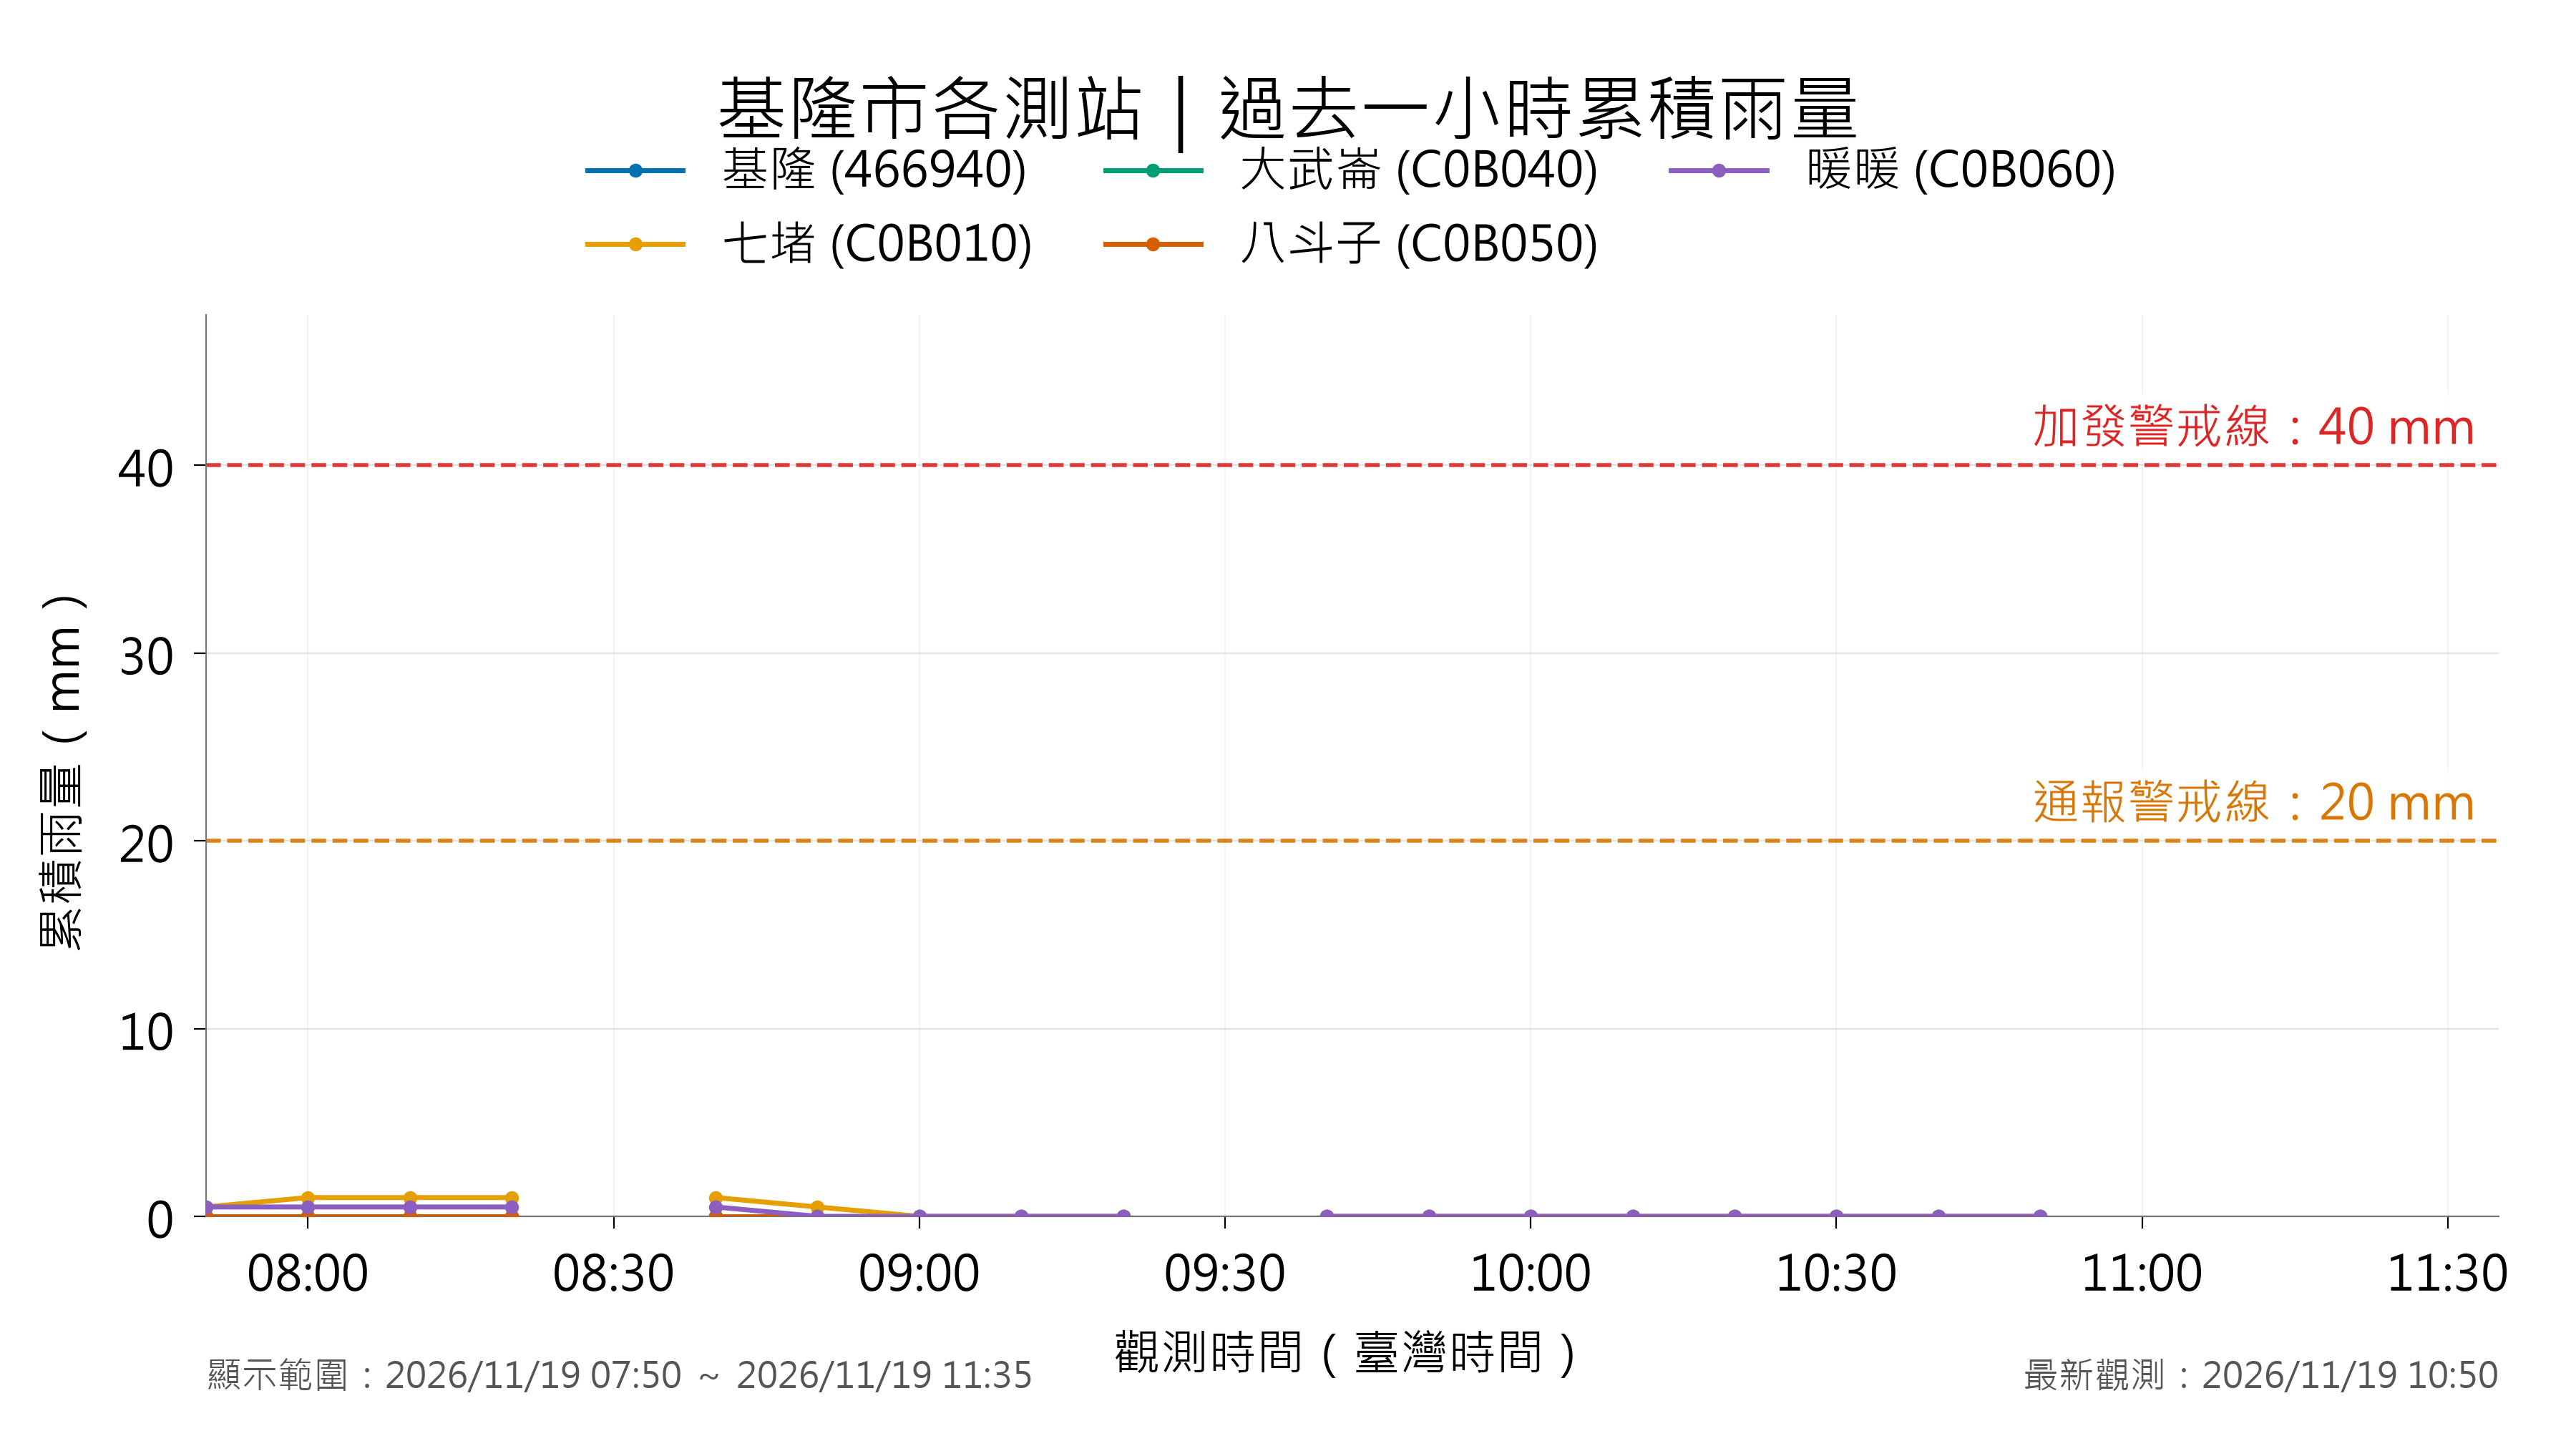 基隆市各測站｜過去一小時累積雨量
基隆 (466940)
大武崙 (C0B040)
暖暖 (C0B060)
七堵 (C0B010)
八斗子 (C0B050)
加發警戒線：40 mm
通報警戒線：20 mm
累積雨量（mm）
40
30
20
10
0
08:00 08:30 09:00 09:30 10:00 10:30 11:00 11:30
觀測時間（臺灣時間）
顯示範圍：2026/11/19 07:50 ~ 2026/11/19 11:35
最新觀測：2026/11/19 10:50